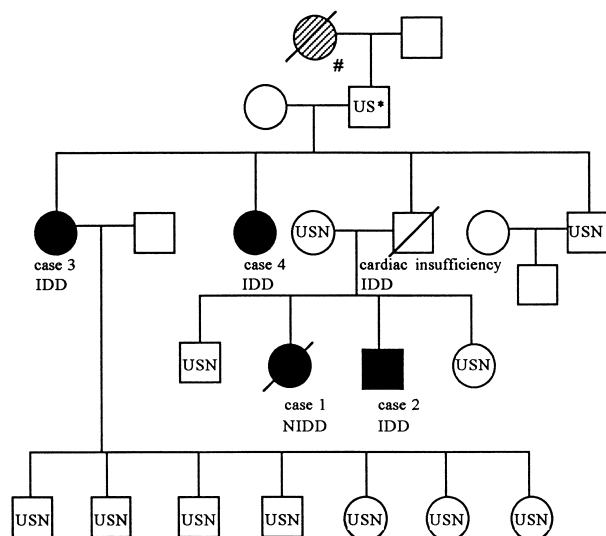 #
US*
USN
USN
case 3
IDD
case 4
IDD
cardiac insufficiency
IDD
USN
USN
case 1
NIDD
case 2
IDD
USN
USN
USN
USN
USN
USN
USN
USN